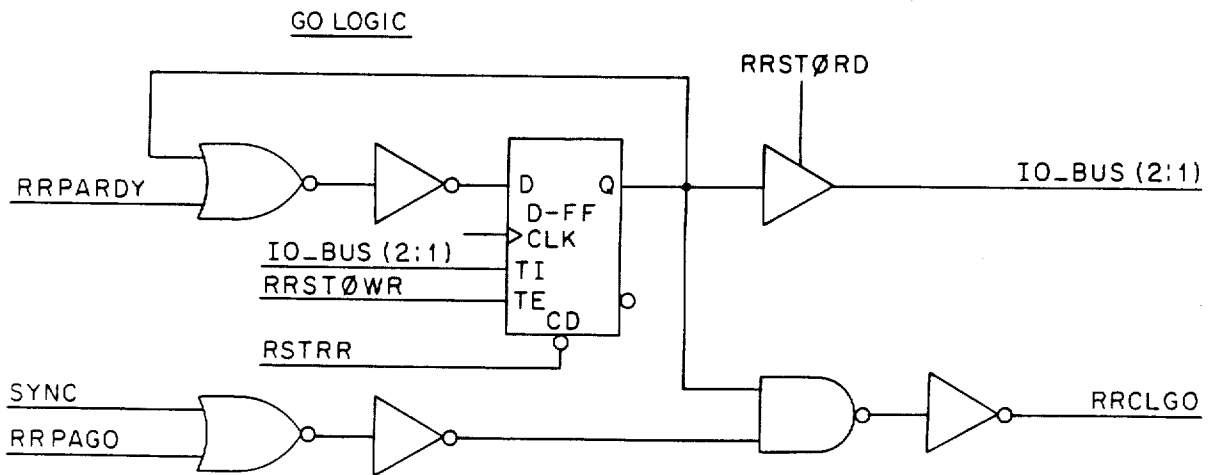 GO LOGIC
RRSTØRD
RRPARDY
D Q
IO_BUS (2:1)
D-FF
CLK
IO_BUS (2:1)
TI
RRSTØWR
TE
CD
RSTRR
SYNC
RRPAGO
RRCLGO